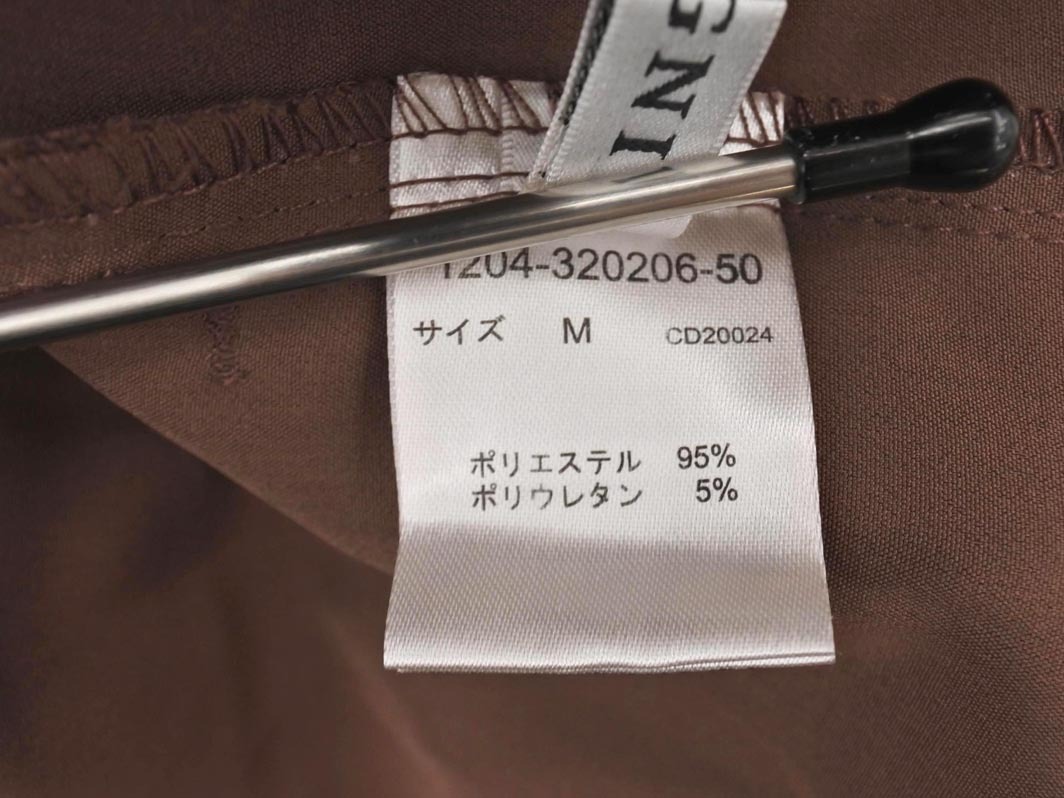 GNI
1204-320206-50
サイズ M CD20024
ポリエステル 95%
ポリウレタン 5%